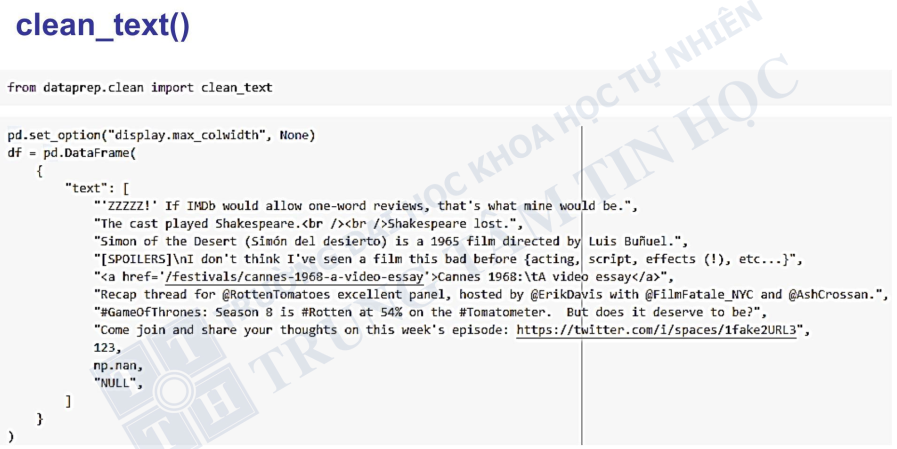 clean_text()
from dataprep.clean import clean_text
pd.set_option("display.max_colwidth", None)
df = pd.DataFrame(
    {
        "text": [
            "'ZZZZZ!' If IMDb would allow one-word reviews, that's what mine would be.",
            "The cast played Shakespeare.<br /><br />Shakespeare lost.",
            "Simon of the Desert (Simón del desierto) is a 1965 film directed by Luis Buñuel.",
            "[SPOILERS]\nI don't think I've seen a film this bad before {acting, script, effects (!), etc...}",
            "<a href='/festivals/cannes-1968-a-video-essay'>Cannes 1968:\tA video essay</a>",
            "Recap thread for @RottenTomatoes excellent panel, hosted by @ErikDavis with @FilmFatale_NYC and @AshCrossan.",
            "#GameOfThrones: Season 8 is #Rotten at 54% on the #Tomatometer.  But does it deserve to be?",
            "Come join and share your thoughts on this week's episode: https://twitter.com/i/spaces/1fake2URL3",
            123,
            np.nan,
            "NULL",
        ]
    }
)
TRƯỜNG ĐẠI HỌC KHOA HỌC TỰ NHIÊN
TRUNG TÂM TIN HỌC